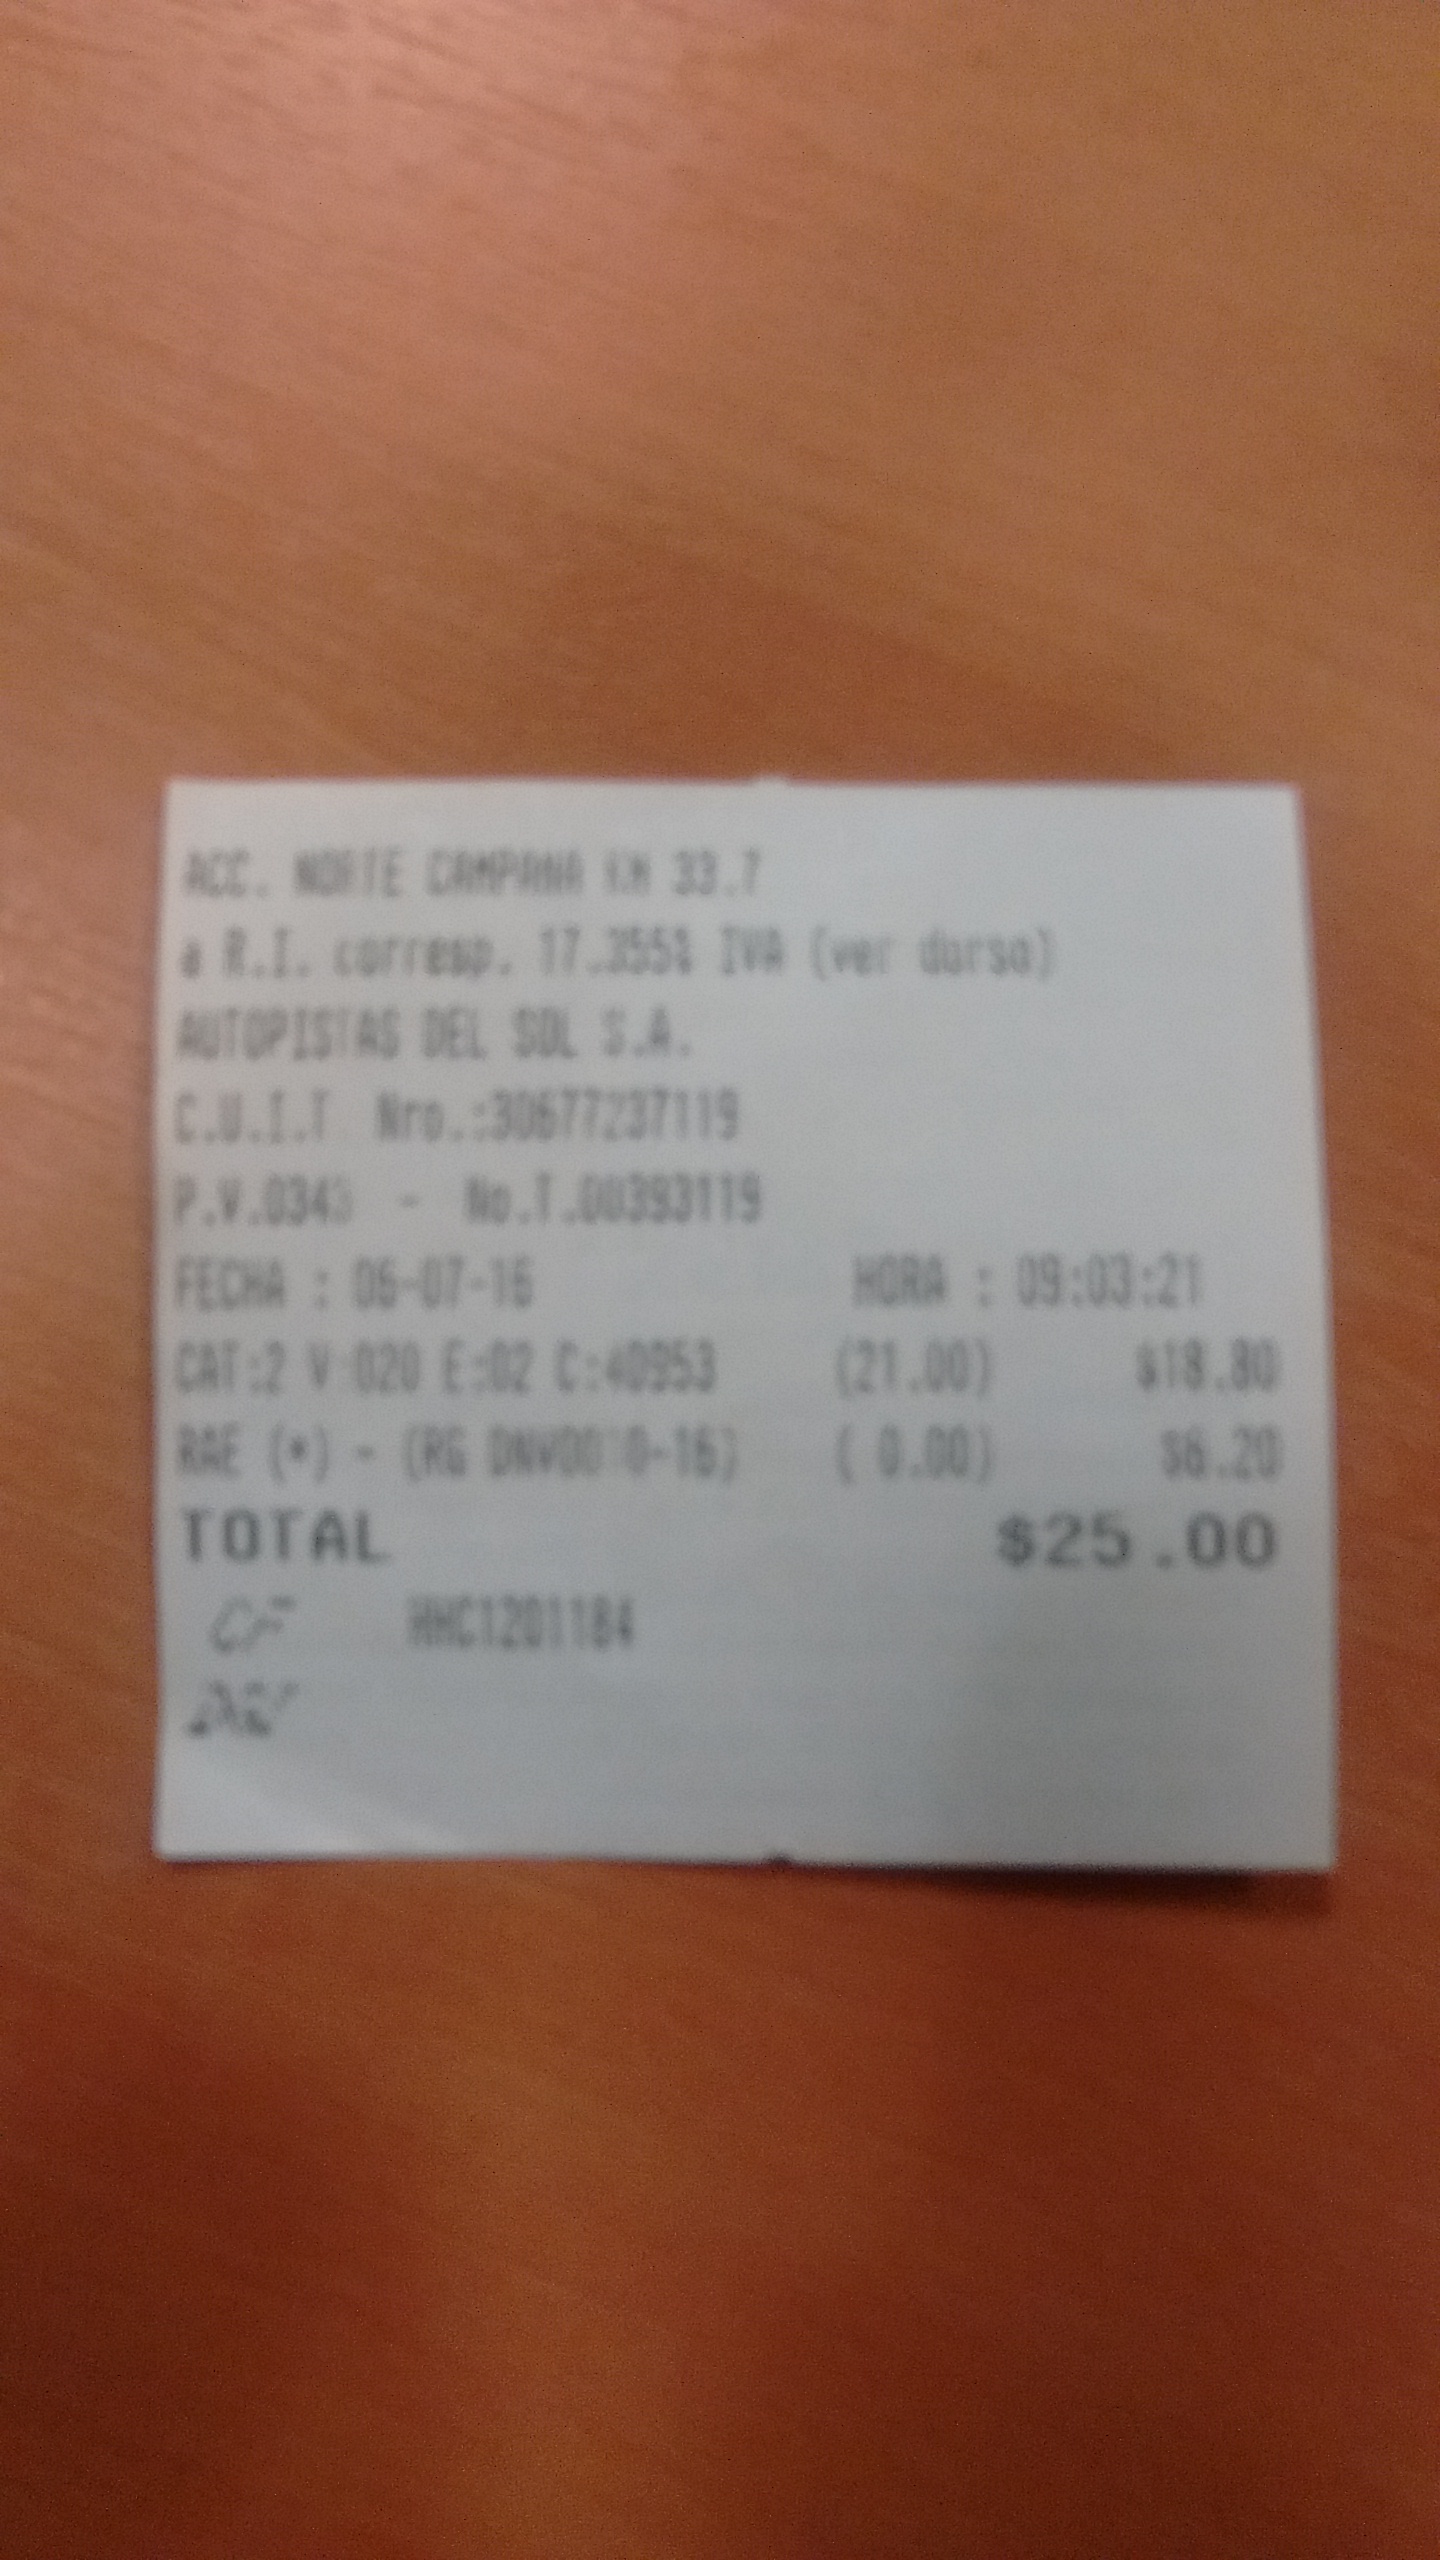 ACC. NORTE CAMPANA KM 33.7
a R.I. corresp. 17.355% IVA (ver dorso)
AUTOPISTAS DEL SOL S.A.
C.U.I.T Nro.:30677237119
P.V.0343 - No.T.00393119
FECHA : 06-07-16 HORA : 09:03:21
CAT:2 V 020 E:02 C:40953 (21.00) $18.80
RAE (*) - (RG DNV0010-16) ( 0.00) $6.20
TOTAL $25.00
CF HHC1201184